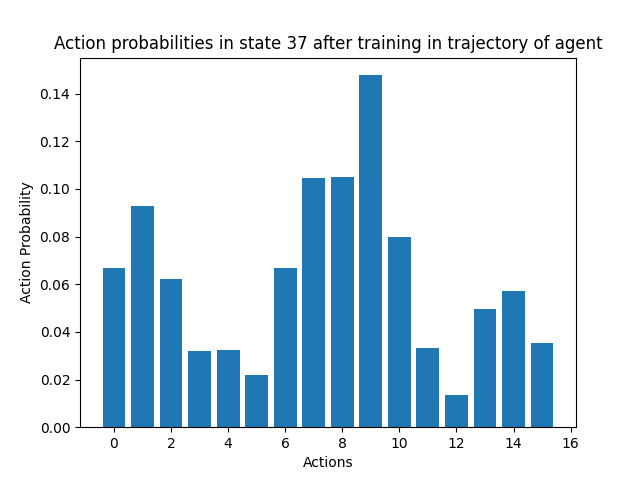 Action probabilities in state 37 after training in trajectory of agent
0.14
0.12
0.10
0.08
0.06
0.04
0.02
0.00
Action Probability
0 2 4 6 8 10 12 14 16
Actions